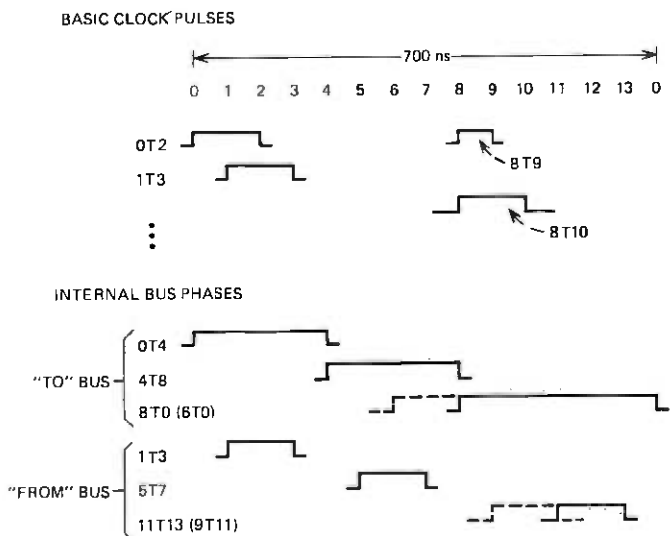 BASIC CLOCK PULSES
700 ns
0 1 2 3 4 5 6 7 8 9 10 11 12 13 0
0T2
8T9
1T3
8T10
INTERNAL BUS PHASES
0T4
"TO" BUS
4T8
8T0 (6T0)
1T3
"FROM" BUS
5T7
11T13 (9T11)